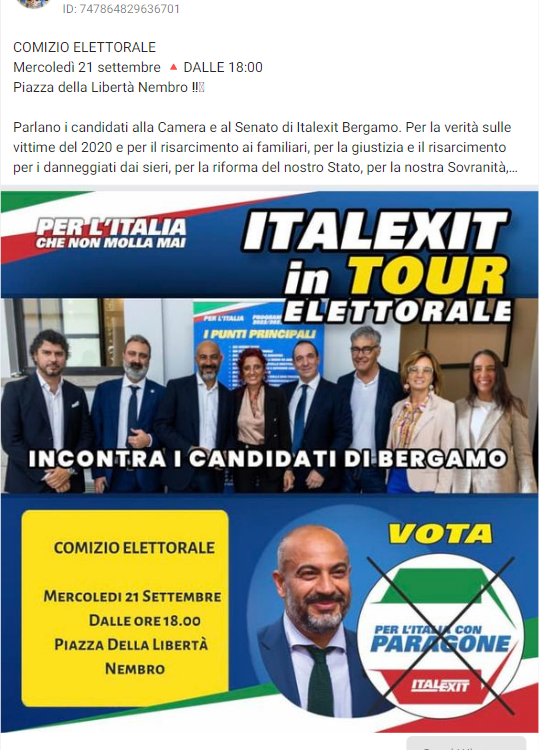 ID: 747864829636701
COMIZIO ELETTORALE
Mercoledì 21 settembre 🔺 DALLE 18:00
Piazza della Libertà Nembro ‼️
Parlano i candidati alla Camera e al Senato di Italexit Bergamo. Per la verità sulle
vittime del 2020 e per il risarcimento ai familiari, per la giustizia e il risarcimento
per i danneggiati dai sieri, per la riforma del nostro Stato, per la nostra Sovranità,...
PER L'ITALIA
CHE NON MOLLA MAI
ITALEXIT
in TOUR
ELETTORALE
PER L'ITALIA
I PUNTI PRINCIPALI
INCONTRA I CANDIDATI DI BERGAMO
COMIZIO ELETTORALE
MERCOLEDI 21 SETTEMBRE
DALLE ORE 18.00
PIAZZA DELLA LIBERTÀ
NEMBRO
VOTA
PER L'ITALIA CON
PARAGONE
ITALEXIT